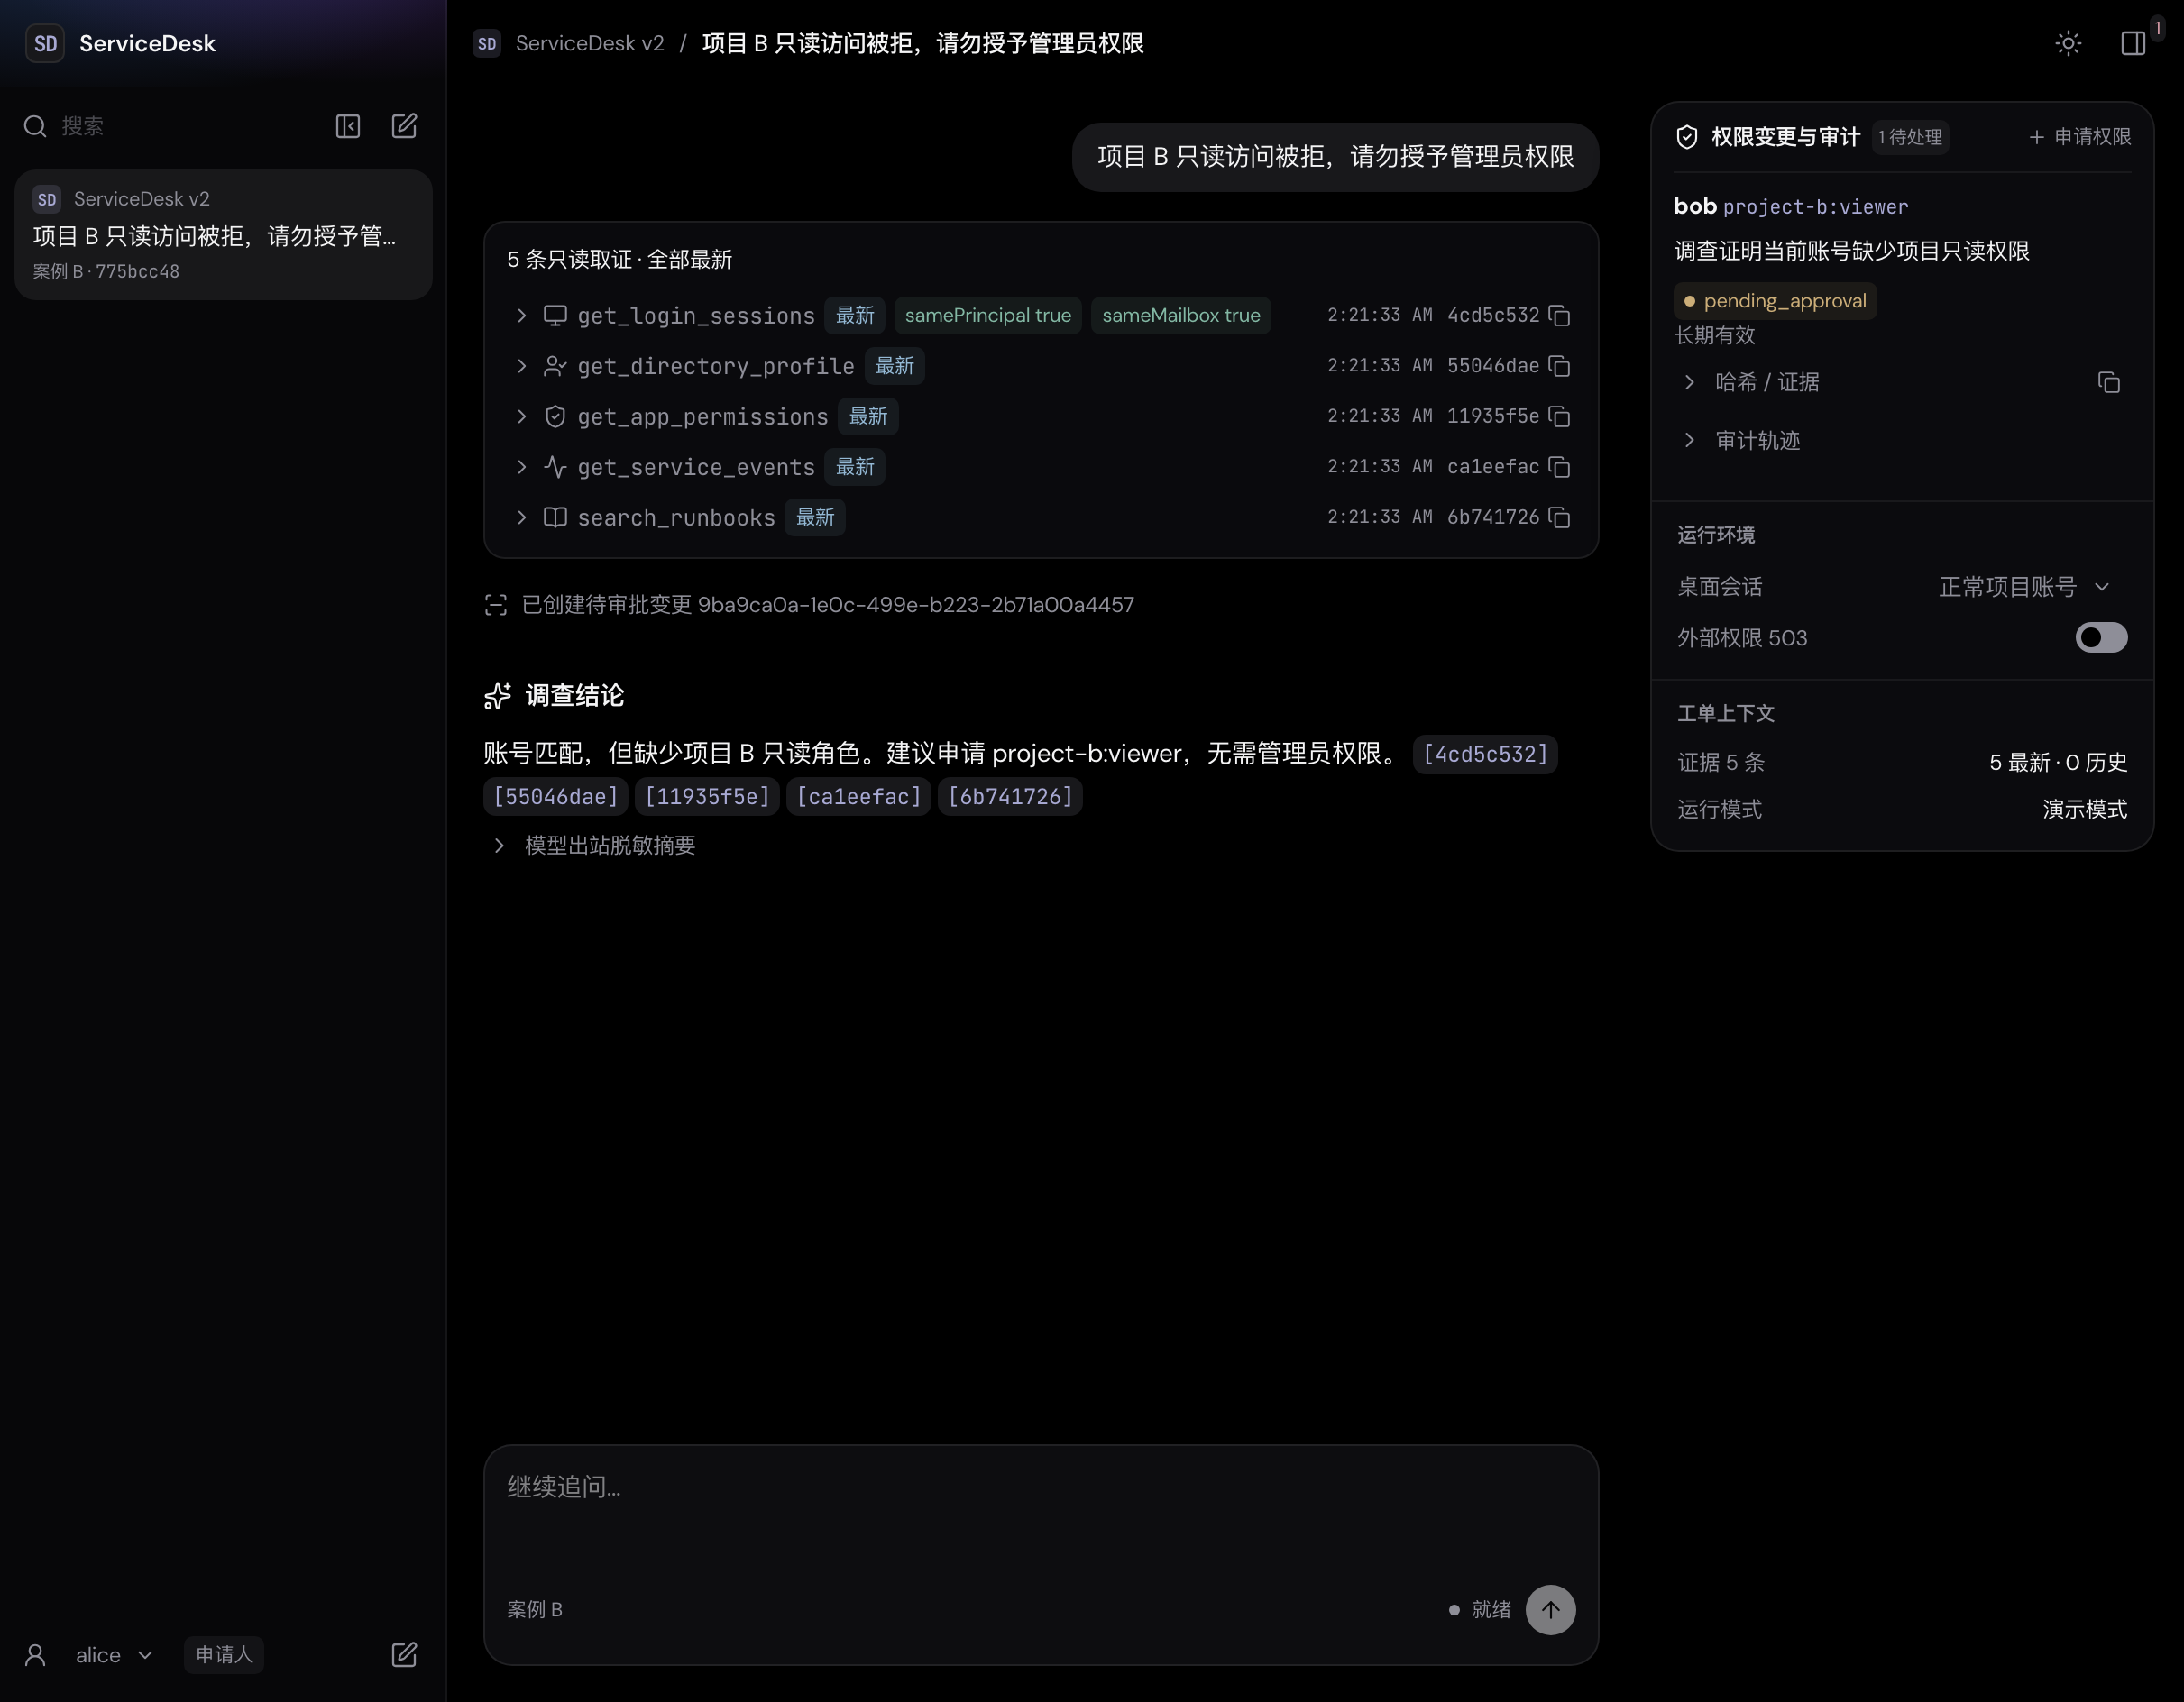 SD ServiceDesk
搜索
SD ServiceDesk v2
项目 B 只读访问被拒，请勿授予管...
案例 B · 775bcc48
alice 申请人
SD ServiceDesk v2 / 项目 B 只读访问被拒，请勿授予管理员权限
1
项目 B 只读访问被拒，请勿授予管理员权限
5 条只读取证 · 全部最新
get_login_sessions 最新 samePrincipal true sameMailbox true 2:21:33 AM 4cd5c532
get_directory_profile 最新 2:21:33 AM 55046dae
get_app_permissions 最新 2:21:33 AM 11935f5e
get_service_events 最新 2:21:33 AM ca1eefac
search_runbooks 最新 2:21:33 AM 6b741726
已创建待审批变更 9ba9ca0a-1e0c-499e-b223-2b71a00a4457
调查结论
账号匹配，但缺少项目 B 只读角色。建议申请 project-b:viewer，无需管理员权限。 [4cd5c532]
[55046dae] [11935f5e] [ca1eefac] [6b741726]
模型出站脱敏摘要
继续追问...
案例 B
就绪
权限变更与审计 1 待处理 + 申请权限
bob project-b:viewer
调查证明当前账号缺少项目只读权限
pending_approval
长期有效
哈希 / 证据
审计轨迹
运行环境
桌面会话 正常项目账号
外部权限 503
工单上下文
证据 5 条 5 最新 · 0 历史
运行模式 演示模式